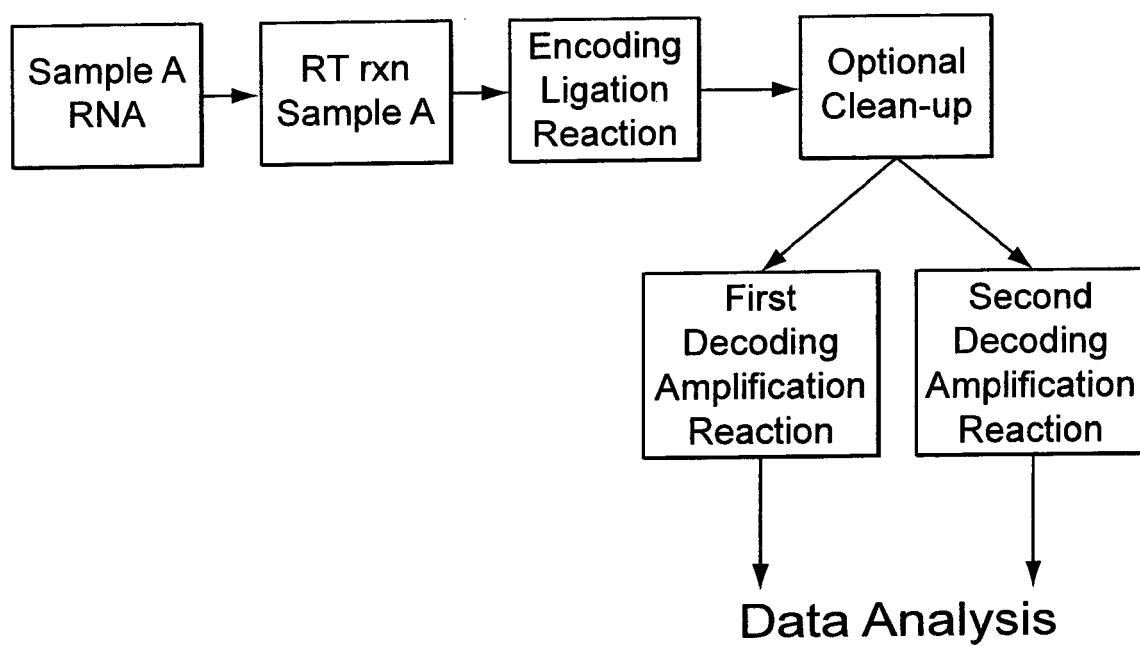 Sample A
RNA
RT rxn
Sample A
Encoding
Ligation
Reaction
Optional
Clean-up
First
Decoding
Amplification
Reaction
Second
Decoding
Amplification
Reaction
Data Analysis